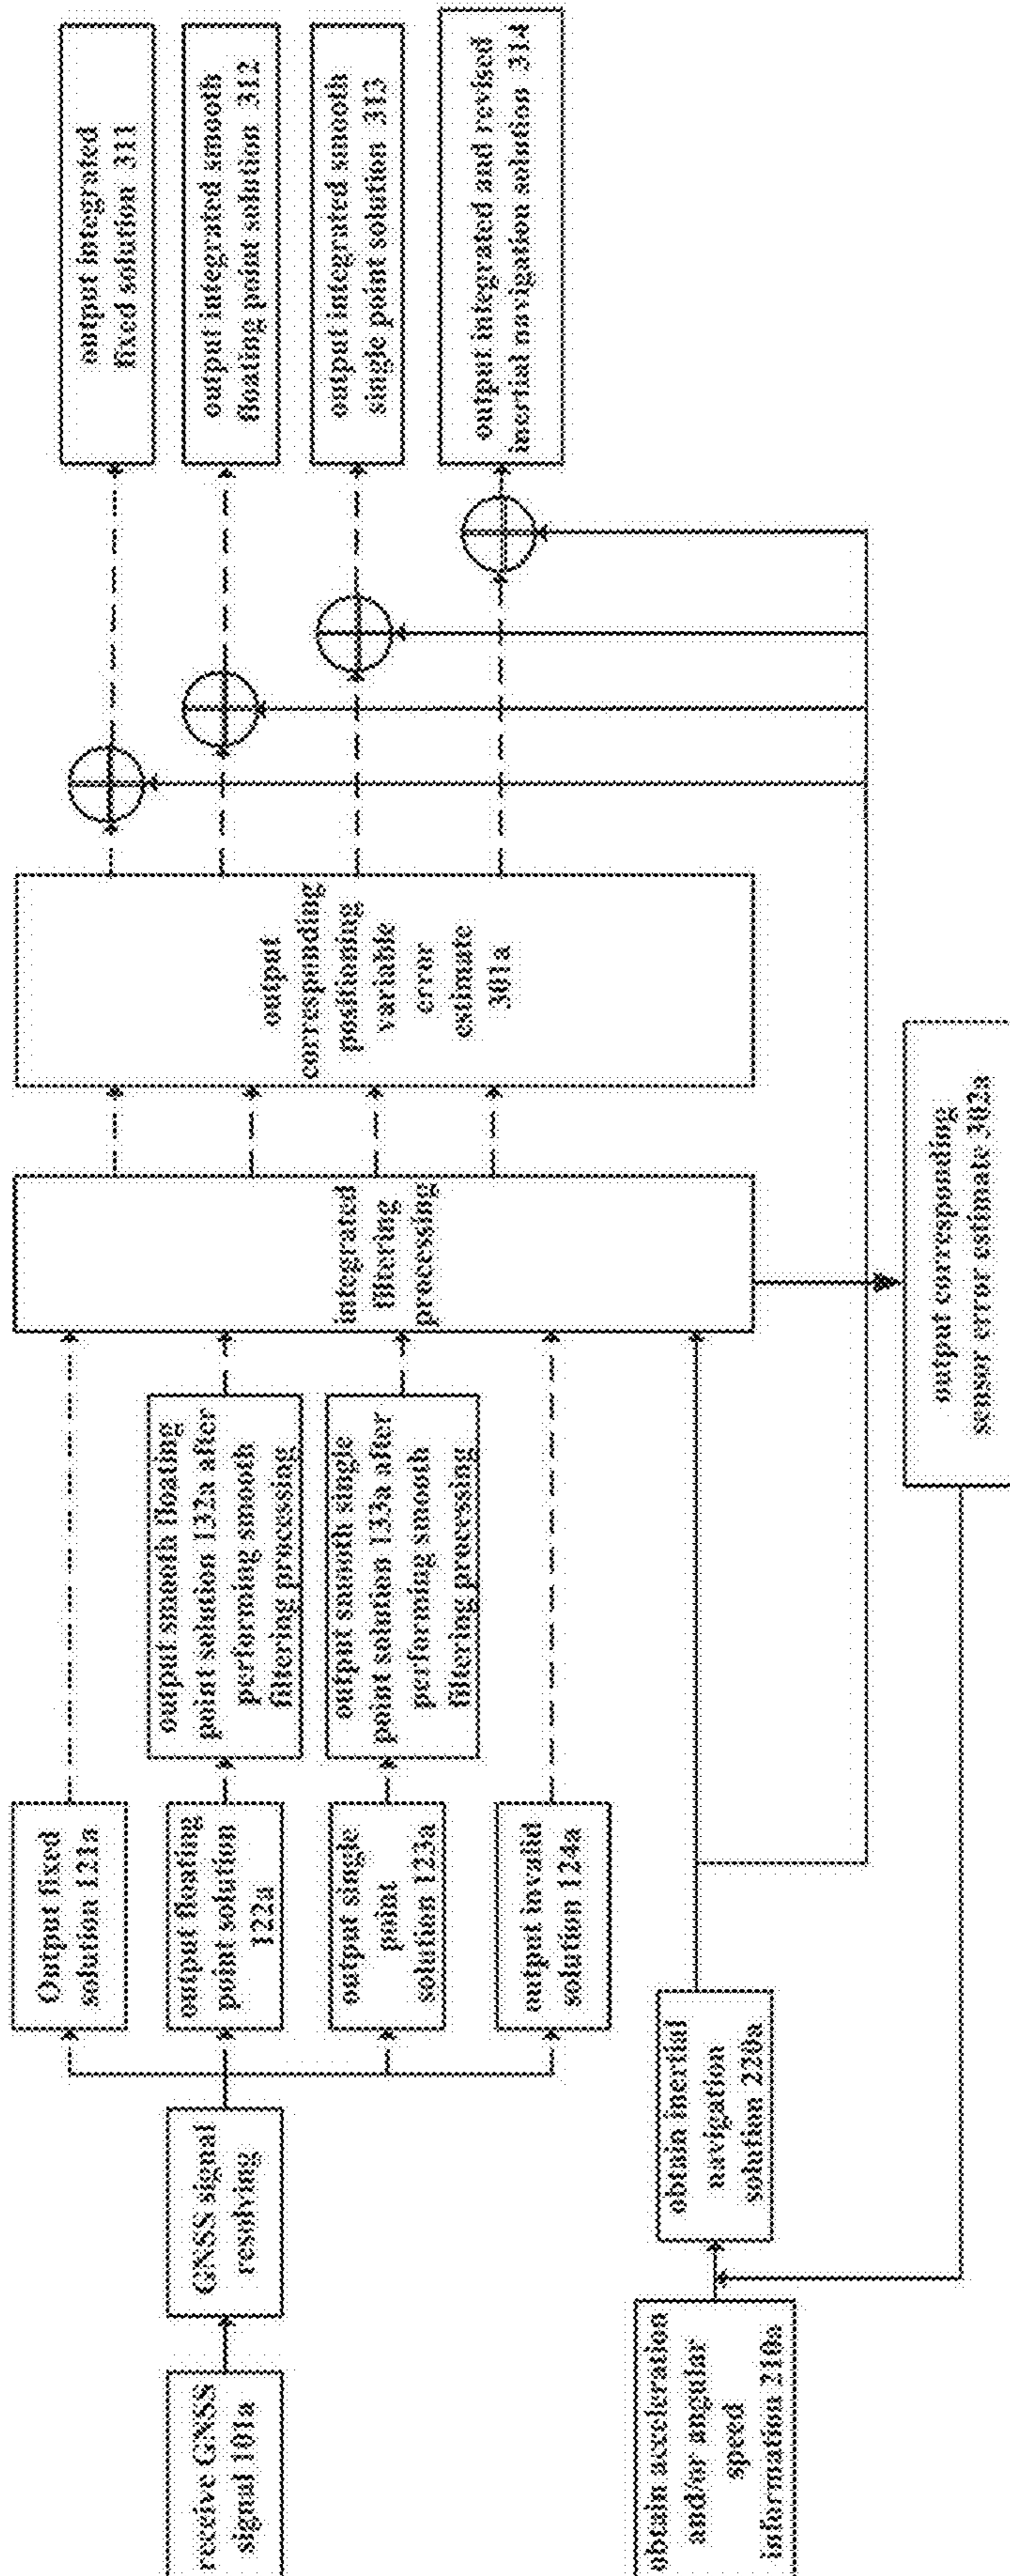 receive GNSS
signal 101a
GNSS signal
resolving
Output fixed
solution 121a
output floating
point solution
122a
output single
point
solution 123a
output invalid
solution 124a
output smooth floating
point solution 132a after
performing smooth
filtering processing
output smooth single
point solution 133a after
performing smooth
filtering processing
obtain acceleration
and/or angular
speed
information 210a
obtain inertial
navigation
solution 220a
integrated
filtering
processing
output
corresponding
positioning
variable
error
estimate
301a
output corresponding
sensor error estimate 302a
output integrated
fixed solution 311
output integrated smooth
floating point solution 312
output integrated smooth
single point solution 313
output integrated and revised
inertial navigation solution 314